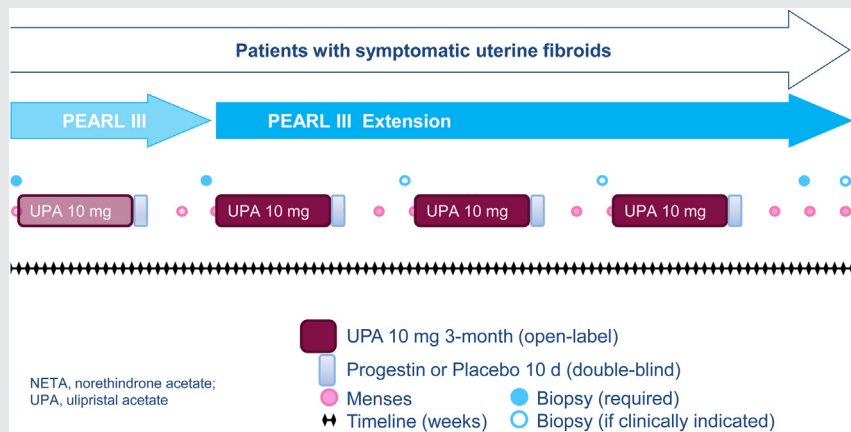 Patients with symptomatic uterine fibroids
PEARL III
PEARL III Extension
UPA 10 mg
UPA 10 mg
UPA 10 mg
UPA 10 mg
UPA 10 mg 3-month (open-label)
Progestin or Placebo 10 d (double-blind)
NETA, norethindrone acetate;
UPA, ulipristal acetate
Menses
Biopsy (required)
Timeline (weeks)
Biopsy (if clinically indicated)